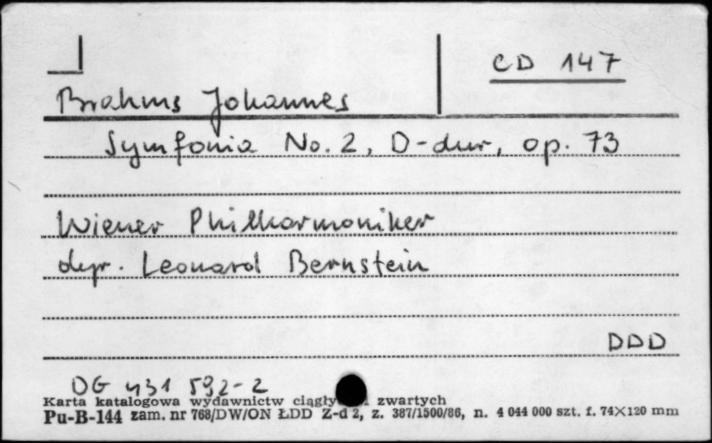 CD 147
Brahms Johannes
Symfonia No. 2, D-dur, op. 73
Wiener Philharmoniker
dyr. Leonard Bernstein
DDD
DG 431 592-2
Karta katalogowa wydawnictw ciągły zwartych
Pu-B-144 zam. nr 768/DW/ON ŁDD Z-d 2, z. 387/1500/86, n. 4 044 000 szt. f. 74×120 mm